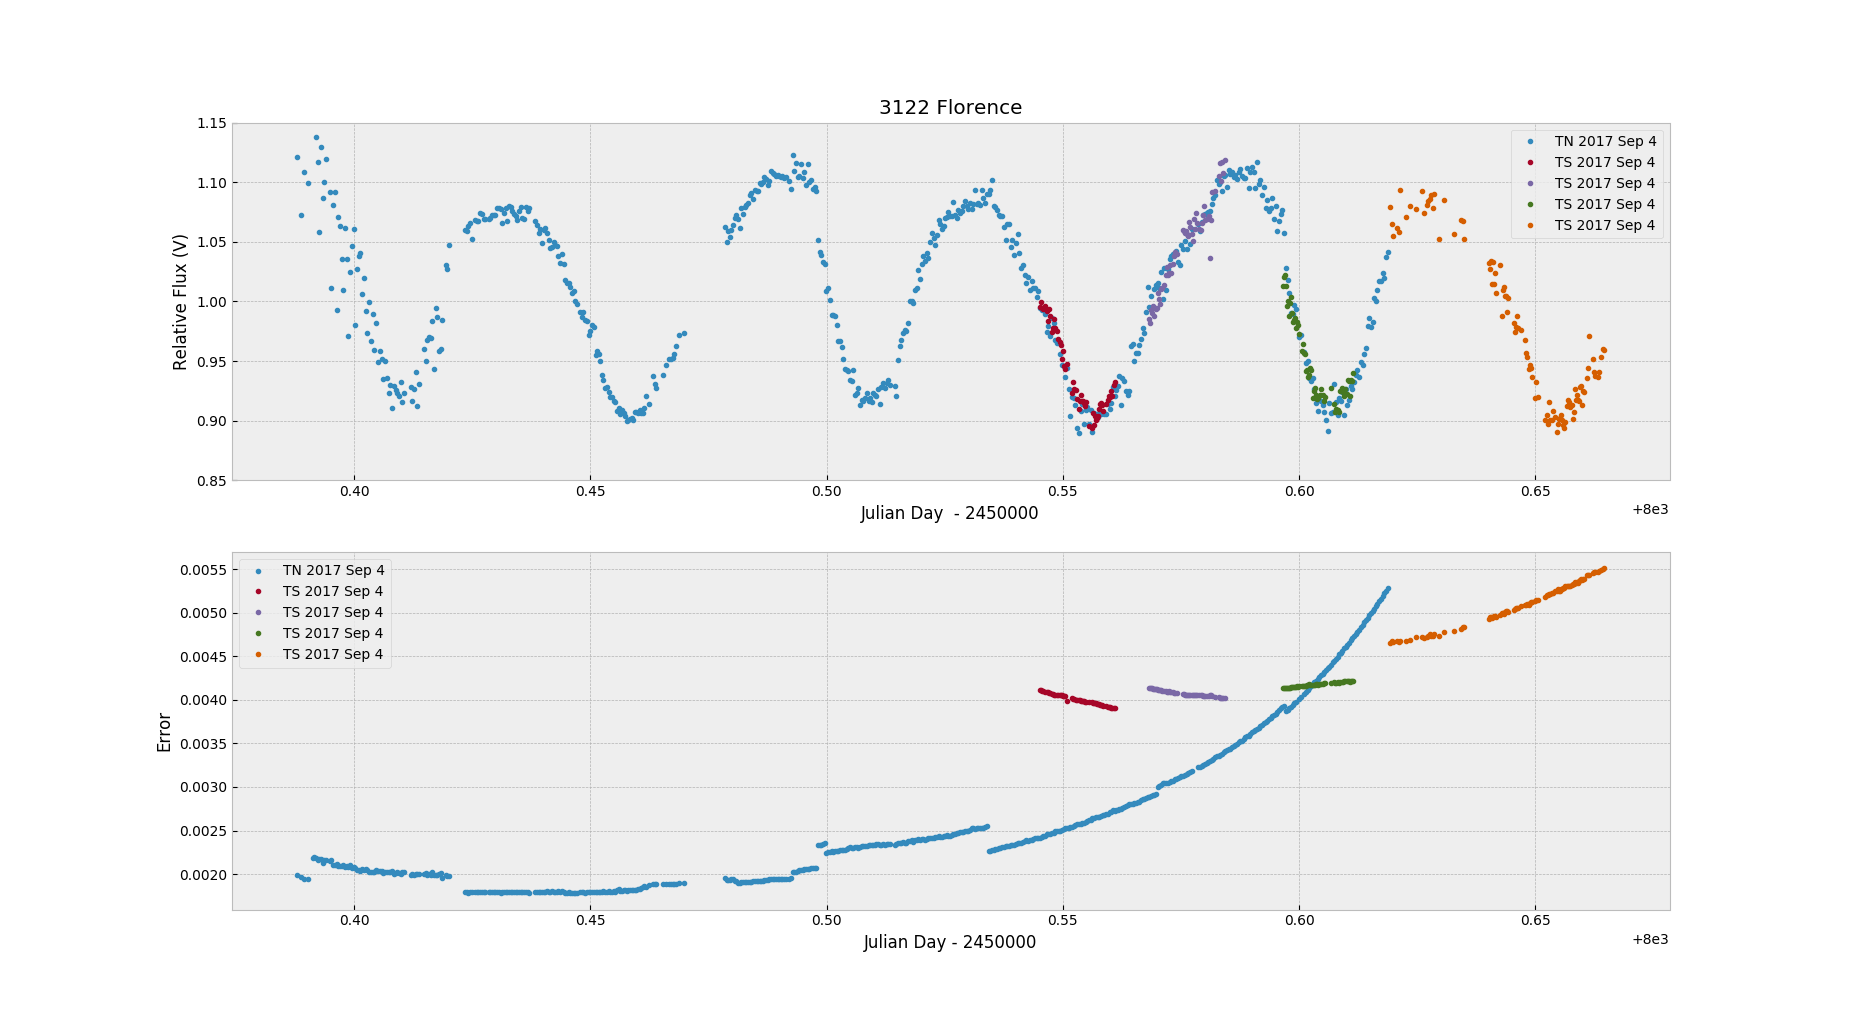 3122 Florence
1.15
1.10
1.05
1.00
0.95
0.90
0.85
Relative Flux (V)
TN 2017 Sep 4
TS 2017 Sep 4
TS 2017 Sep 4
TS 2017 Sep 4
TS 2017 Sep 4
0.40 0.45 0.50 0.55 0.60 0.65
+8e3
Julian Day - 2450000
0.0055
0.0050
0.0045
0.0040
0.0035
0.0030
0.0025
0.0020
Error
TN 2017 Sep 4
TS 2017 Sep 4
TS 2017 Sep 4
TS 2017 Sep 4
TS 2017 Sep 4
0.40 0.45 0.50 0.55 0.60 0.65
+8e3
Julian Day - 2450000